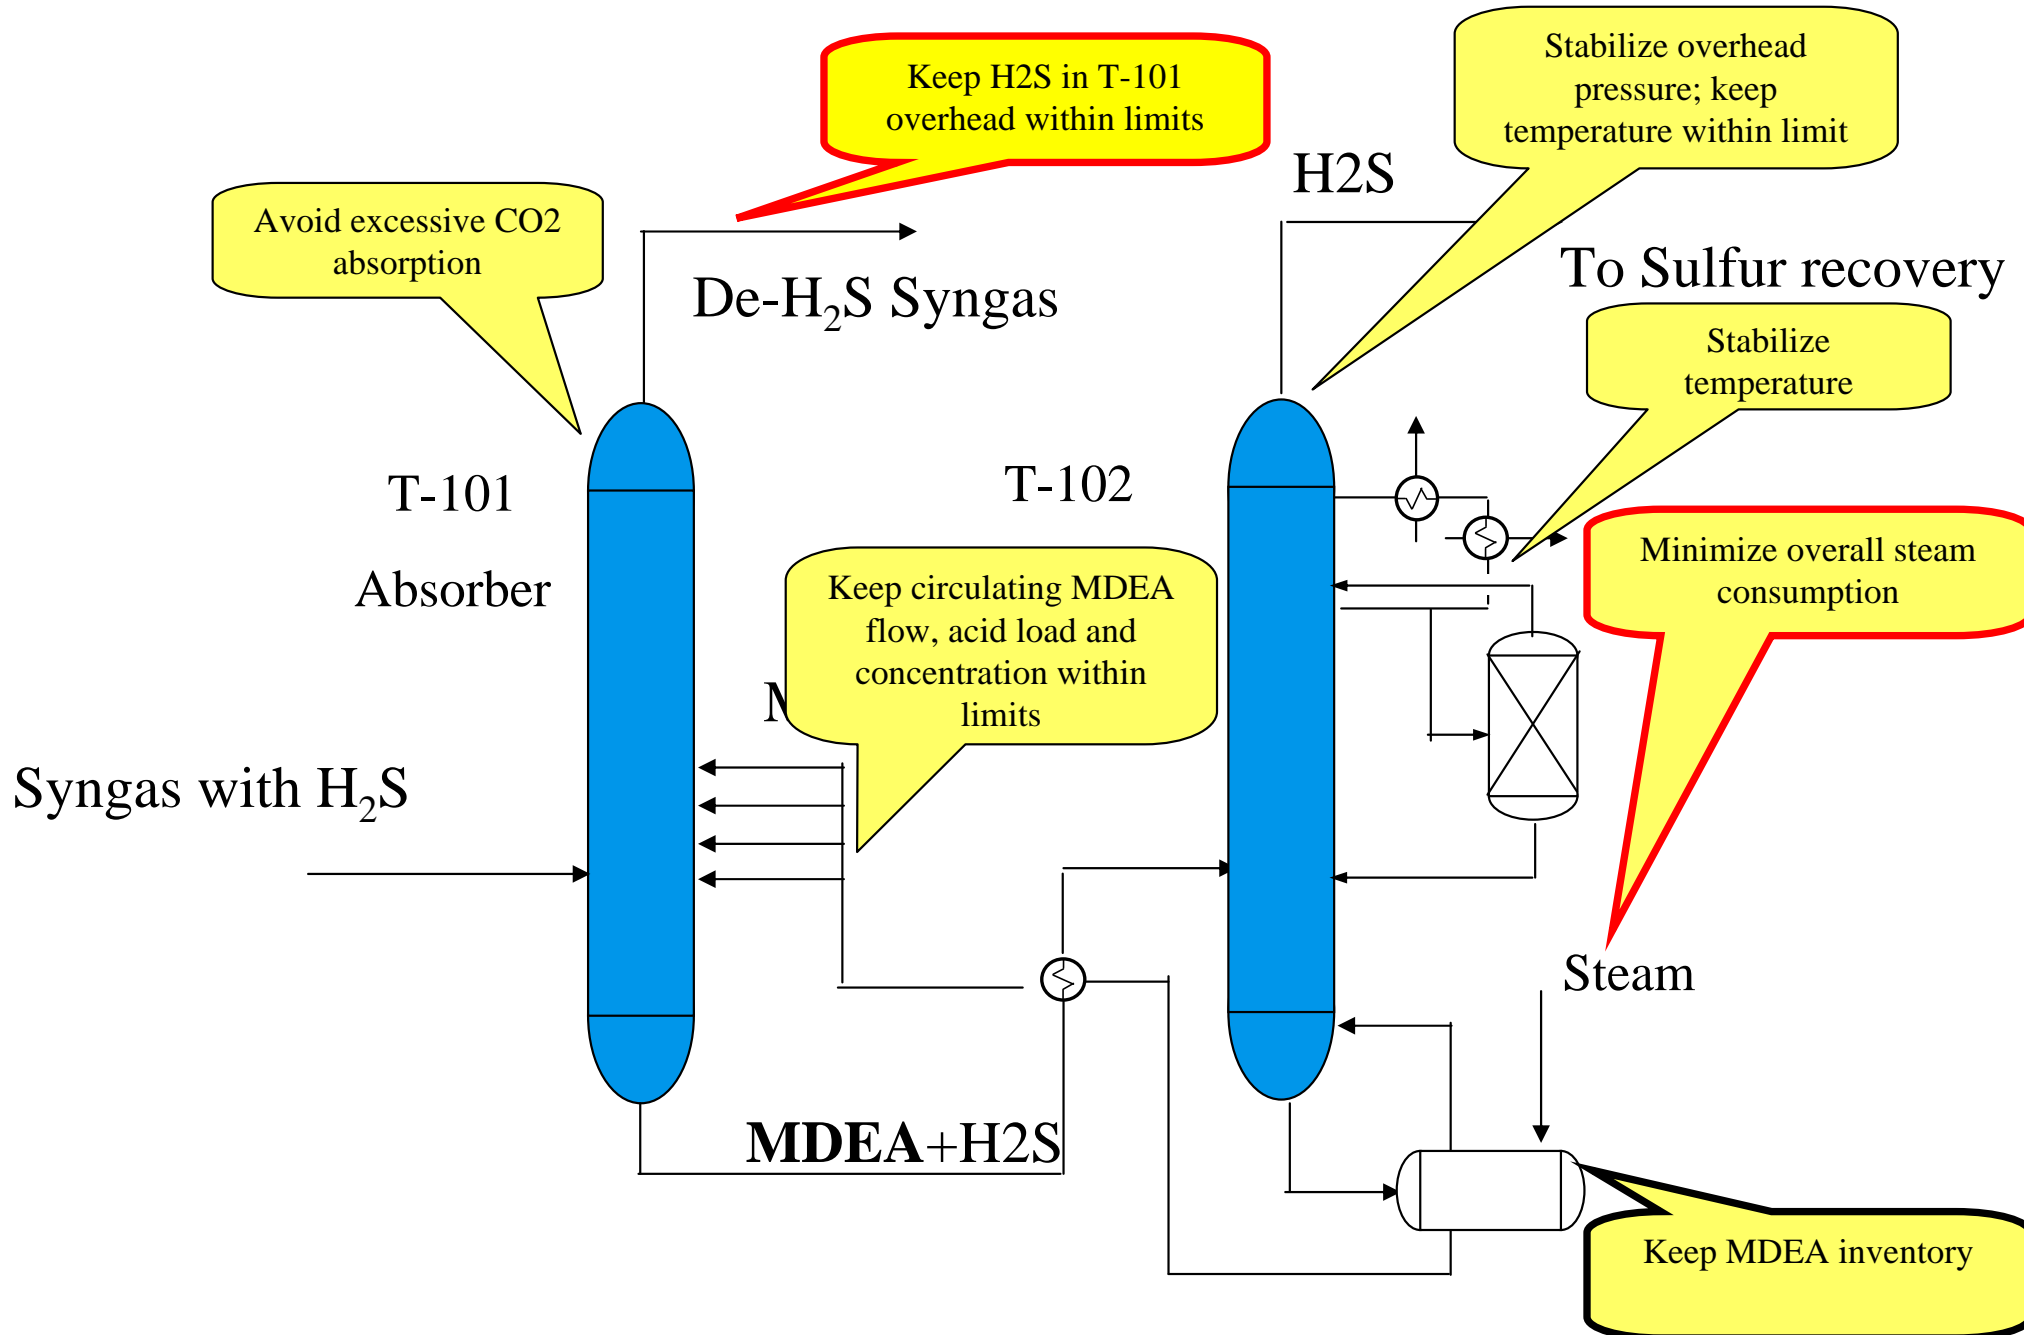 Keep H2S in T-101
overhead within limits
Stabilize overhead
pressure; keep
temperature within limit
H2S
Avoid excessive CO2
absorption
De-H₂S Syngas
To Sulfur recovery
Stabilize
temperature
T-101
Absorber
T-102
Minimize overall steam
consumption
Keep circulating MDEA
flow, acid load and
concentration within
limits
Syngas with H₂S
Steam
MDEA+H2S
Keep MDEA inventory